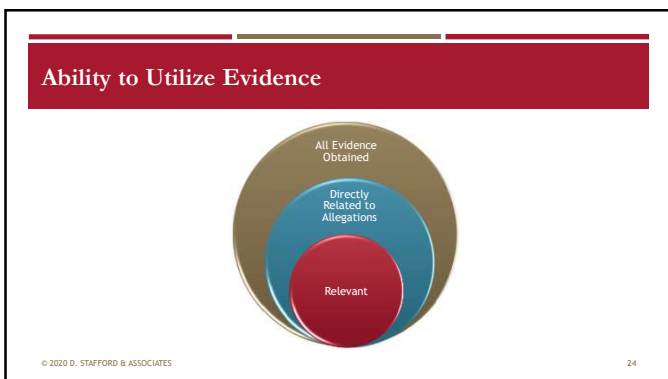 Ability to Utilize Evidence
All Evidence
Obtained
Directly
Related to
Allegations
Relevant
© 2020 D. STAFFORD & ASSOCIATES
24